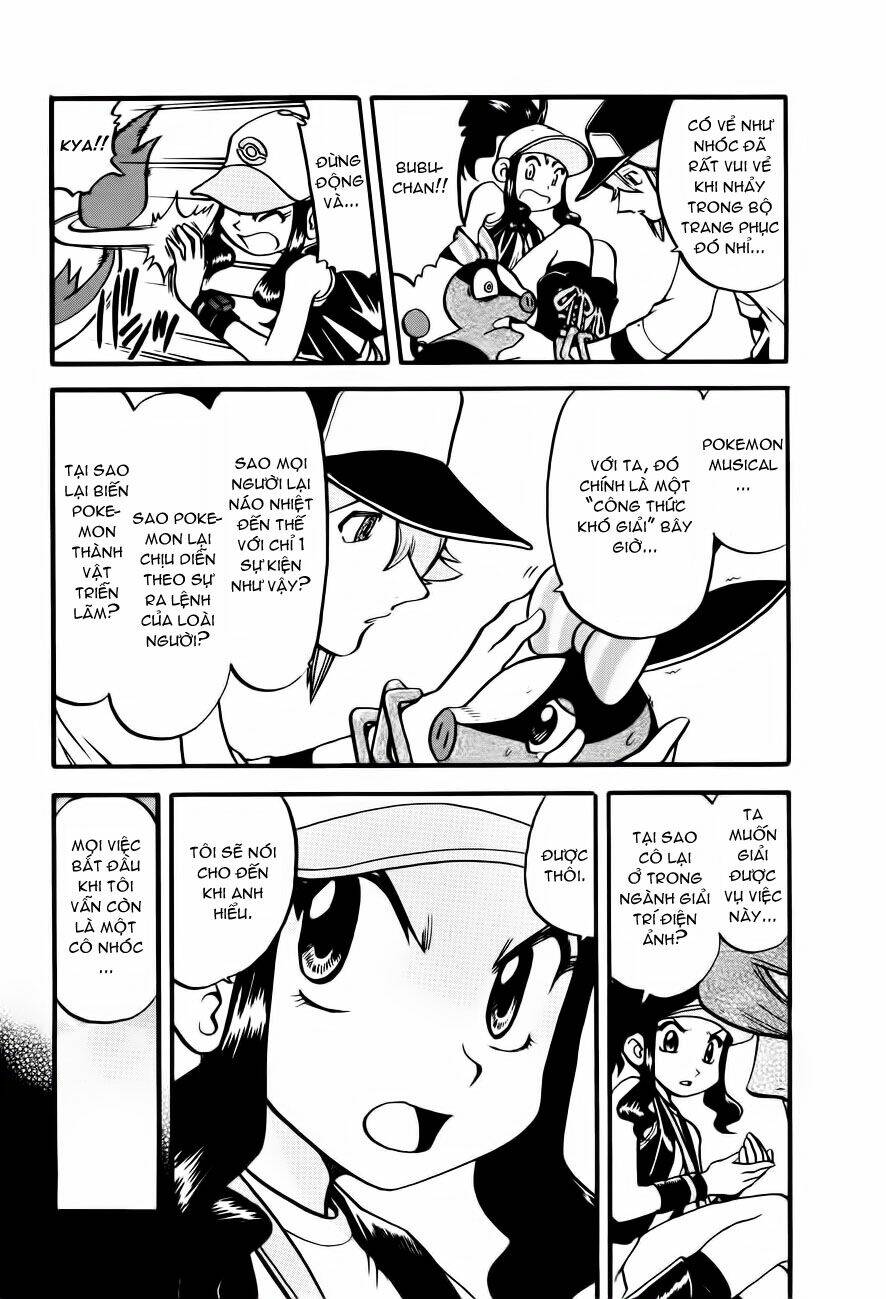 CÓ VẺ NHƯ
NHÓC ĐÃ
RẤT VUI VẺ
KHI NHẢY
TRONG BỘ
TRANG PHỤC
ĐÓ NHỈ...
BUBU-
CHAN!!
ĐỪNG
ĐỘNG
VÀ...
KYA!!
POKEMON
MUSICAL
...
VỚI TA, ĐÓ
CHÍNH LÀ MỘT
"CÔNG THỨC
KHÓ GIẢI" BÂY
GIỜ...
SAO MỌI
NGƯỜI LẠI
NÁO NHIỆT
ĐẾN THẾ
VỚI CHỈ 1
SỰ KIỆN
NHƯ VẬY?
SAO POKE-
MON LẠI
CHỊU DIỄN
THEO SỰ
RA LỆNH
CỦA LOÀI
NGƯỜI?
TẠI SAO
LẠI BIẾN
POKE-
MON
THÀNH
VẬT
TRIỂN
LÃM?
TA
MUỐN
GIẢI
ĐƯỢC
VỤ VIỆC
NÀY...
TẠI SAO
CÔ LẠI
Ở TRONG
NGÀNH GIẢI
TRÍ ĐIỆN
ẢNH?
ĐƯỢC
THÔI.
TÔI SẼ NÓI
CHO ĐẾN
KHI ANH
HIỂU.
MỌI VIỆC
BẮT ĐẦU
KHI TÔI
VẪN CÒN
LÀ MỘT
CÔ NHÓC
...